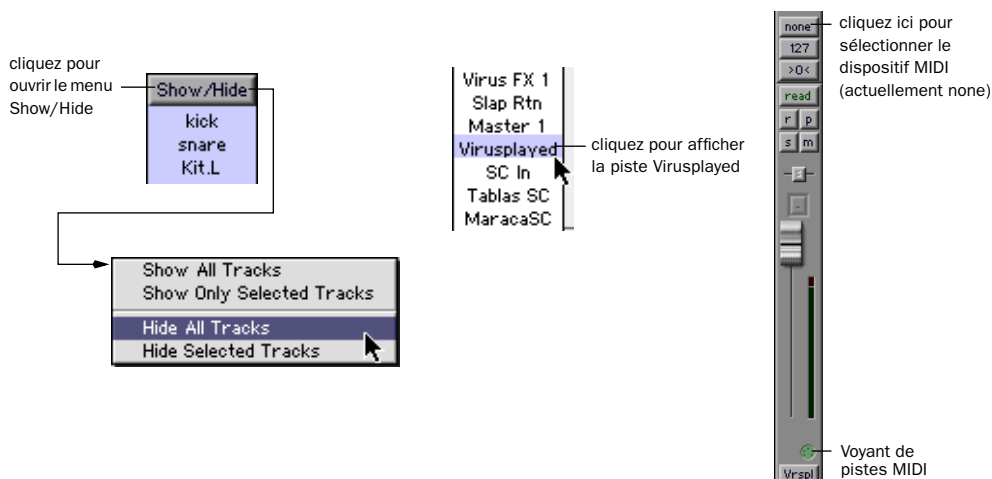 cliquez pour
ouvrir le menu
Show/Hide
Show/Hide
kick
snare
Kit.L
Show All Tracks
Show Only Selected Tracks
Hide All Tracks
Hide Selected Tracks
Virus FX 1
Slap Rtn
Master 1
Virusplayed
SC In
Tablas SC
MaracaSC
cliquez pour afficher
la piste Virusplayed
none
127
>0<
read
r p
s m
-
Vrspl
cliquez ici pour
sélectionner le
dispositif MIDI
(actuellement none)
Voyant de
pistes MIDI